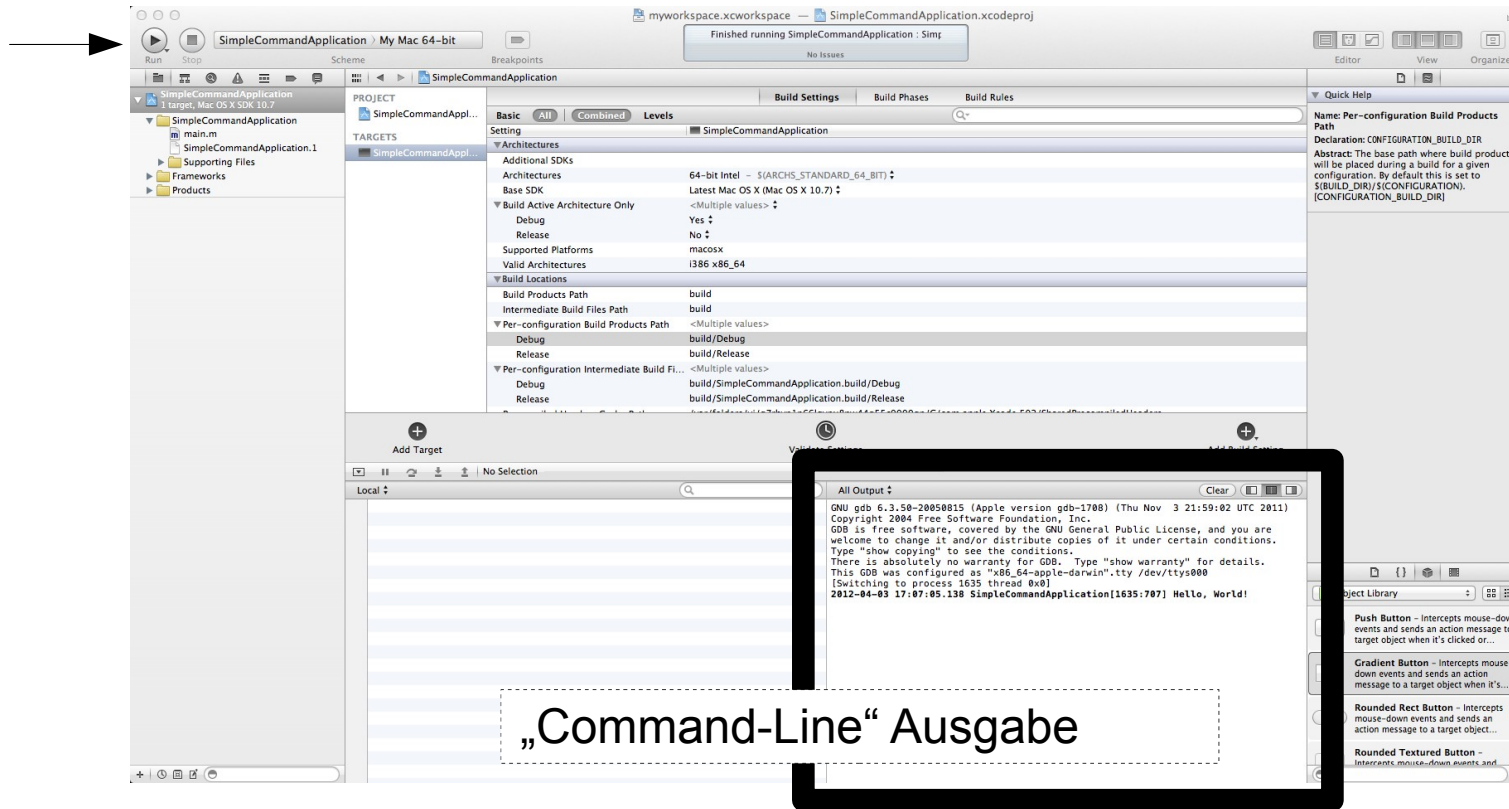 myworkspace.xcworkspace — SimpleCommandApplication.xcodeproj
SimpleCommandApplication › My Mac 64-bit
Finished running SimpleCommandApplication : Simp
No Issues
Run Stop Scheme Breakpoints Editor View Organize
SimpleCommandApplication
SimpleCommandApplication
1 target, Mac OS X SDK 10.7
SimpleCommandApplication
main.m
SimpleCommandApplication.1
Supporting Files
Frameworks
Products
PROJECT
SimpleCommandAppl...
TARGETS
SimpleCommandAppl...
Build Settings Build Phases Build Rules
Basic All Combined Levels
Setting SimpleCommandApplication
Architectures
Additional SDKs
Architectures 64-bit Intel – $(ARCHS_STANDARD_64_BIT)
Base SDK Latest Mac OS X (Mac OS X 10.7)
Build Active Architecture Only <Multiple values>
Debug Yes
Release No
Supported Platforms macosx
Valid Architectures i386 x86_64
Build Locations
Build Products Path build
Intermediate Build Files Path build
Per-configuration Build Products Path <Multiple values>
Debug build/Debug
Release build/Release
Per-configuration Intermediate Build Fi... <Multiple values>
Debug build/SimpleCommandApplication.build/Debug
Release build/SimpleCommandApplication.build/Release
Add Target Validate Settings Add Build Setting
No Selection
Local
All Output Clear
GNU gdb 6.3.50-20050815 (Apple version gdb-1708) (Thu Nov 3 21:59:02 UTC 2011)
Copyright 2004 Free Software Foundation, Inc.
GDB is free software, covered by the GNU General Public License, and you are
welcome to change it and/or distribute copies of it under certain conditions.
Type "show copying" to see the conditions.
There is absolutely no warranty for GDB. Type "show warranty" for details.
This GDB was configured as "x86_64-apple-darwin".tty /dev/ttys000
[Switching to process 1635 thread 0x0]
2012-04-03 17:07:05.138 SimpleCommandApplication[1635:707] Hello, World!
„Command-Line“ Ausgabe
Quick Help
Name: Per-configuration Build Products
Path
Declaration: CONFIGURATION_BUILD_DIR
Abstract: The base path where build product
will be placed during a build for a given
configuration. By default this is set to
$(BUILD_DIR)/$(CONFIGURATION).
[CONFIGURATION_BUILD_DIR]
bject Library
Push Button – Intercepts mouse-dow
events and sends an action message to
target object when it's clicked or...
Gradient Button – Intercepts mouse
down events and sends an action
message to a target object when it's...
Rounded Rect Button – Intercepts
mouse-down events and sends an
action message to a target object...
Rounded Textured Button –
Intercepts mouse-down events and